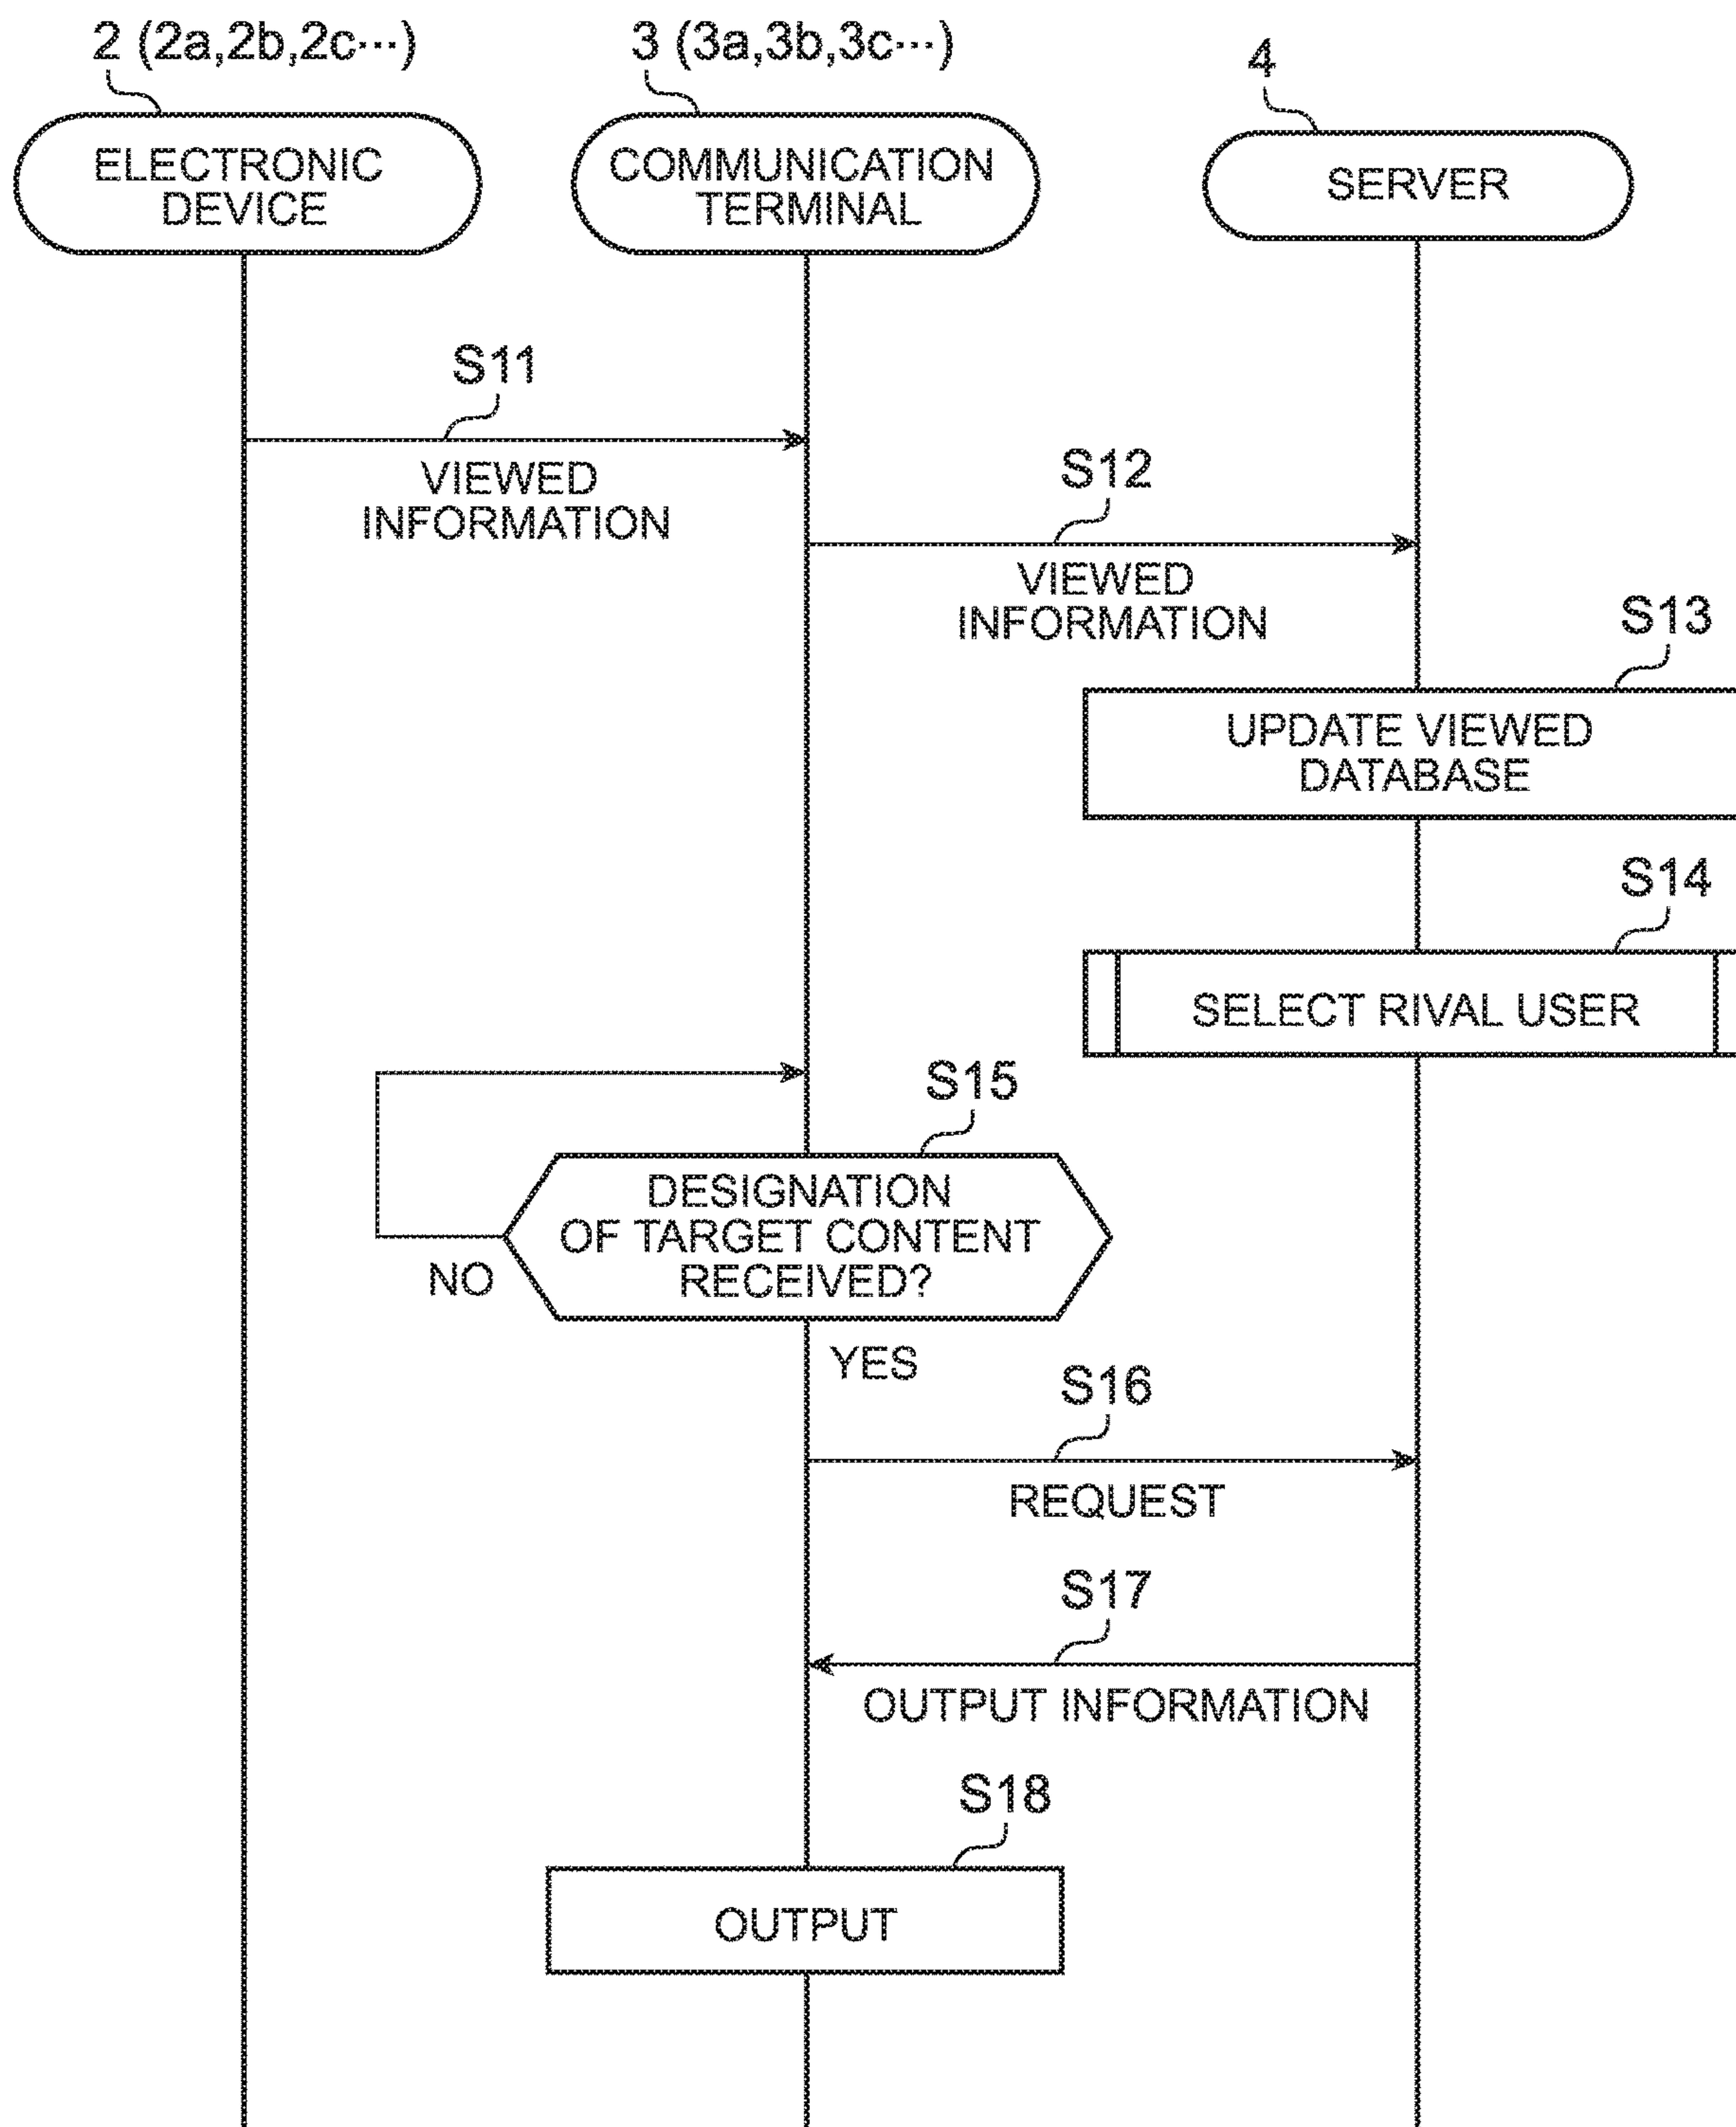 2 (2a,2b,2c···)
3 (3a,3b,3c···)
4
ELECTRONIC
DEVICE
COMMUNICATION
TERMINAL
SERVER
S11
VIEWED
INFORMATION
S12
VIEWED
INFORMATION
S13
UPDATE VIEWED
DATABASE
S14
SELECT RIVAL USER
S15
DESIGNATION
OF TARGET CONTENT
RECEIVED?
NO
YES
S16
REQUEST
S17
OUTPUT INFORMATION
S18
OUTPUT